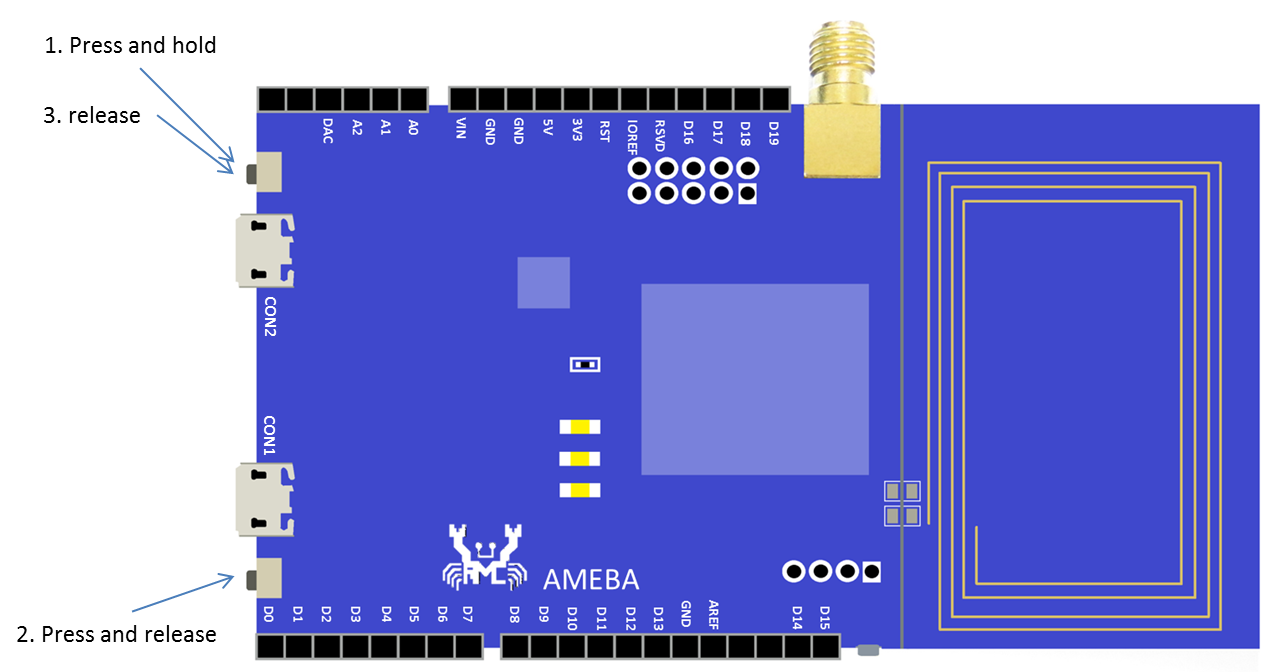 1. Press and hold
3. release
DAC
A2
A1
A0
VIN
GND
GND
5V
3V3
RST
IOREF
RSVD
D16
D17
D18
D19
CON2
CON1
AMC
AMEBA
2. Press and release
D0
D1
D2
D3
D4
D5
D6
D7
D8
D9
D10
D11
D12
D13
GND
AREF
D14
D15